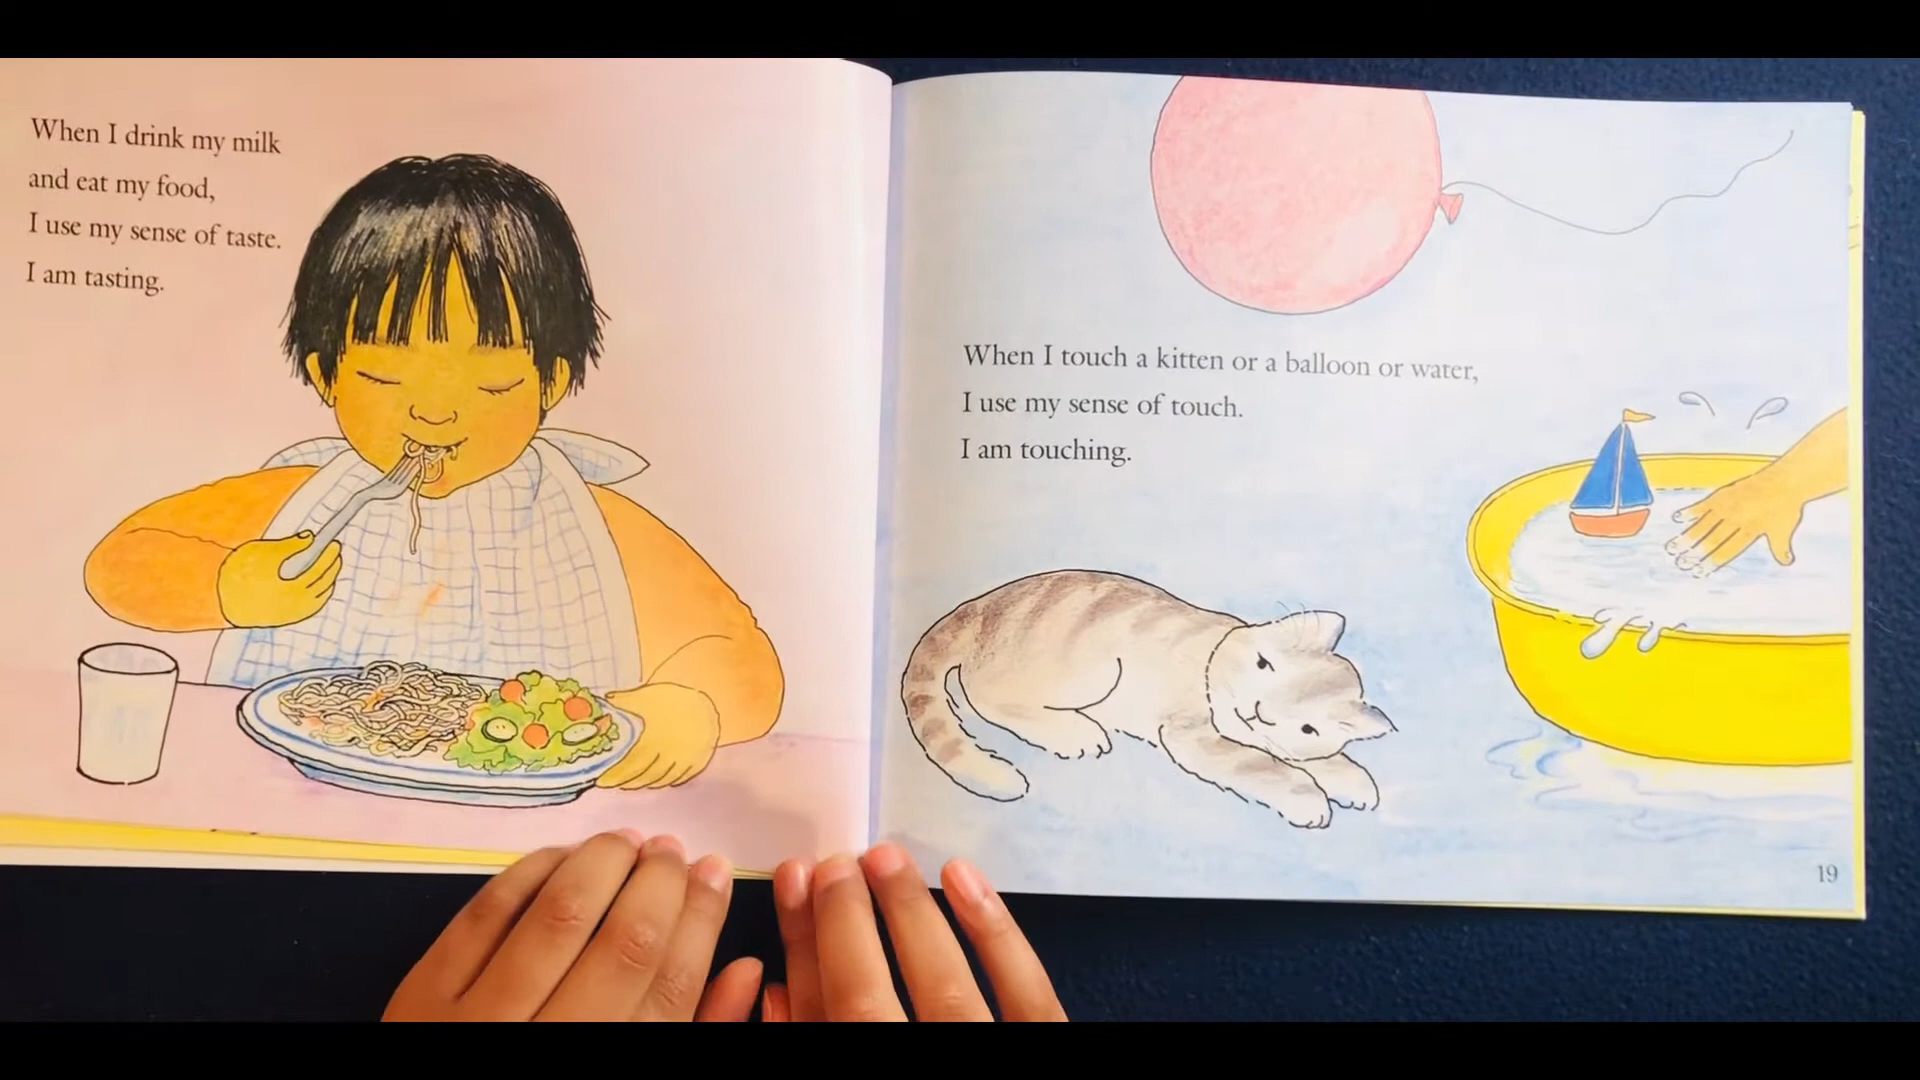 When I drink my milk
and eat my food,
I use my sense of taste.
I am tasting.
When I touch a kitten or a balloon or water,
I use my sense of touch.
I am touching.
19